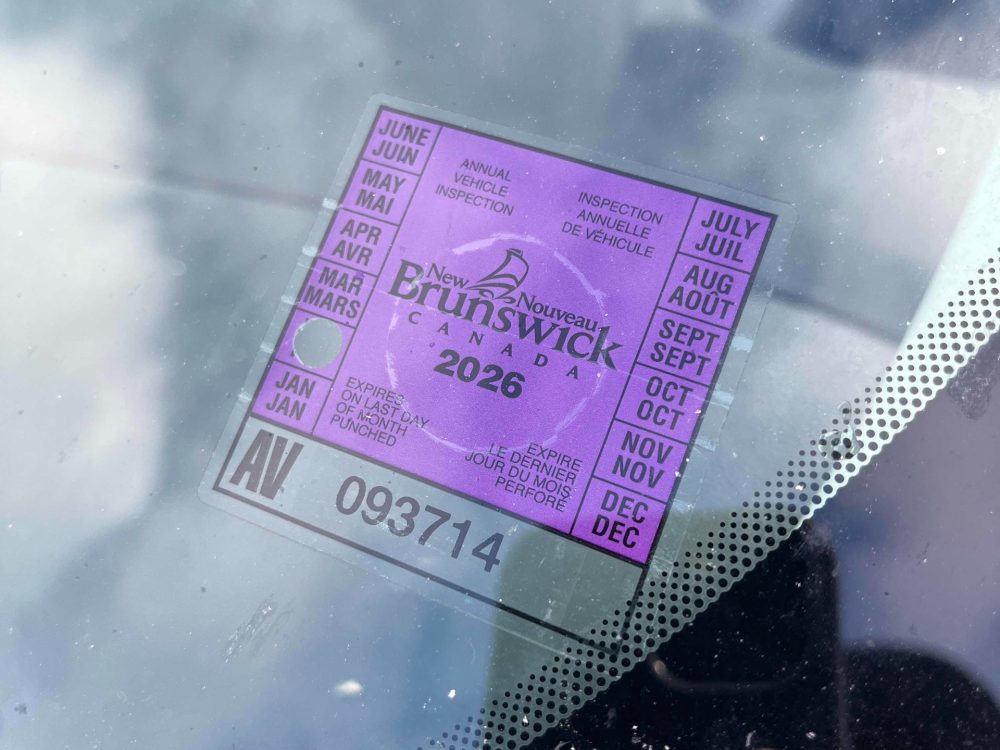 JUNE
JUIN
MAY
MAI
APR
AVR
MAR
MARS
JAN
JAN
ANNUAL
VEHICLE
INSPECTION
INSPECTION
ANNUELLE
DE VÉHICULE
New
Nouveau
Brunswick
CANADA
2026
EXPIRES
ON LAST DAY
OF MONTH
PUNCHED
EXPIRE
LE DERNIER
JOUR DU MOIS
PERFORÉ
JULY
JUIL
AUG
AOÛT
SEPT
SEPT
OCT
OCT
NOV
NOV
DEC
DEC
AV 093714